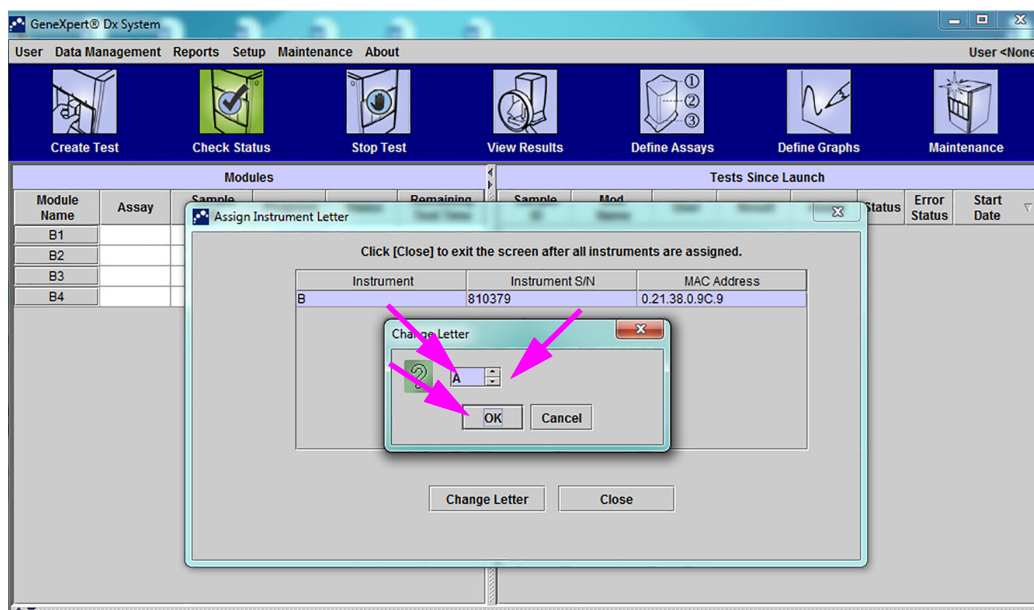 GeneXpert® Dx System
User Data Management Reports Setup Maintenance About User <None
Create Test Check Status Stop Test View Results Define Assays Define Graphs Maintenance
Modules Tests Since Launch
Module Name Assay Sample Remaining Sample Mod Status Error Status Start Date
Assign Instrument Letter
B1
B2
B3
B4
Click [Close] to exit the screen after all instruments are assigned.
Instrument Instrument S/N MAC Address
B 810379 0.21.38.0.9C.9
Change Letter
A
OK Cancel
Change Letter Close